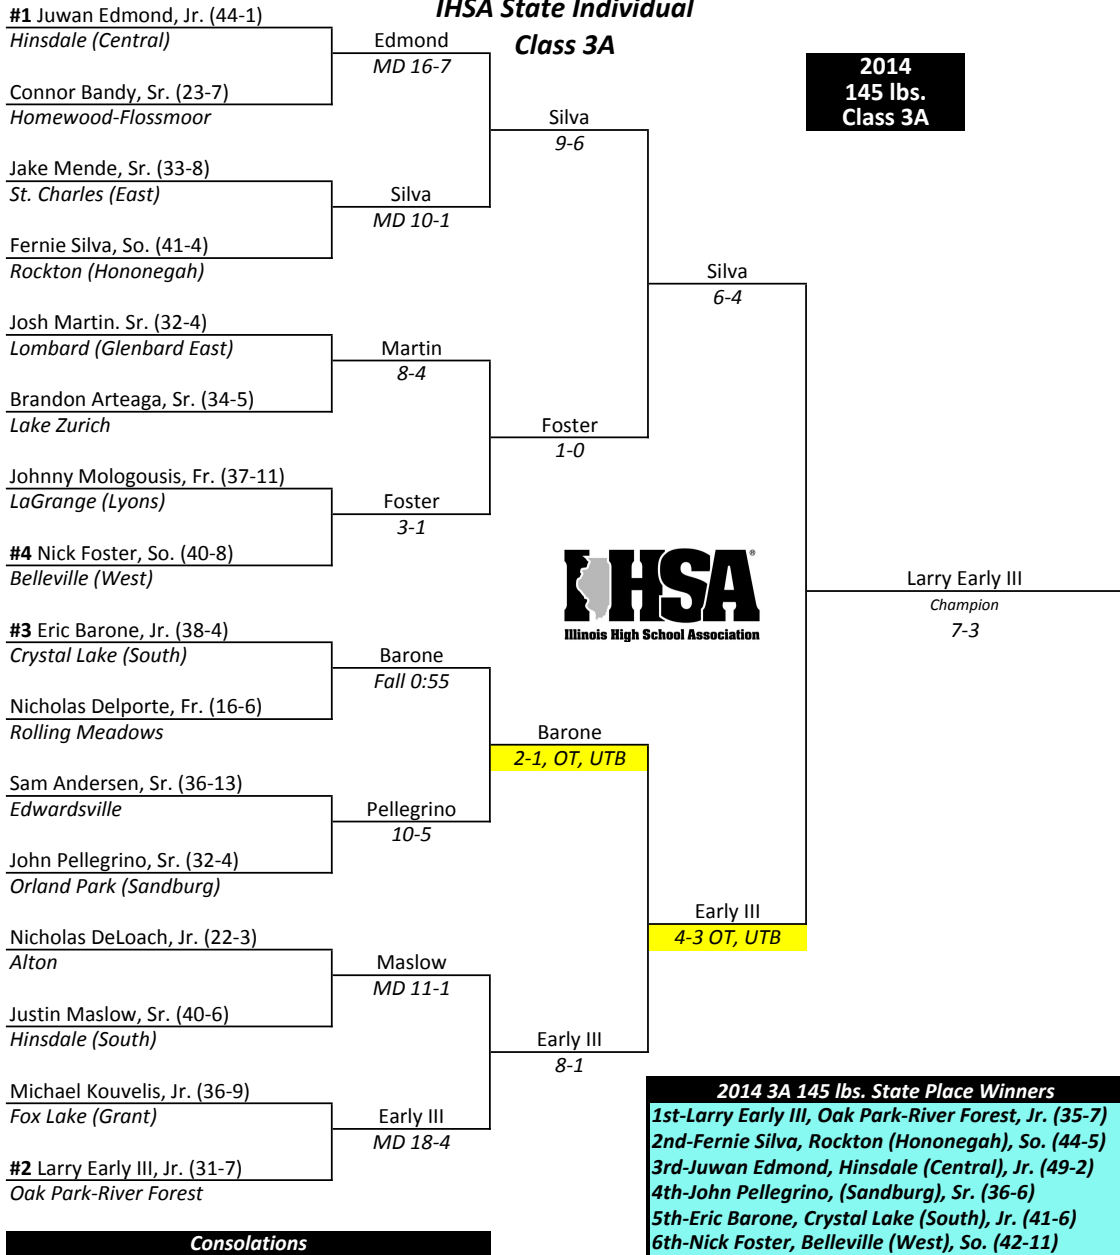 IHSA State Individual
Class 3A
2014
145 lbs.
Class 3A
#1 Juwan Edmond, Jr. (44-1)
Hinsdale (Central)
Connor Bandy, Sr. (23-7)
Homewood-Flossmoor
Jake Mende, Sr. (33-8)
St. Charles (East)
Fernie Silva, So. (41-4)
Rockton (Hononegah)
Josh Martin. Sr. (32-4)
Lombard (Glenbard East)
Brandon Arteaga, Sr. (34-5)
Lake Zurich
Johnny Mologousis, Fr. (37-11)
LaGrange (Lyons)
#4 Nick Foster, So. (40-8)
Belleville (West)
#3 Eric Barone, Jr. (38-4)
Crystal Lake (South)
Nicholas Delporte, Fr. (16-6)
Rolling Meadows
Sam Andersen, Sr. (36-13)
Edwardsville
John Pellegrino, Sr. (32-4)
Orland Park (Sandburg)
Nicholas DeLoach, Jr. (22-3)
Alton
Justin Maslow, Sr. (40-6)
Hinsdale (South)
Michael Kouvelis, Jr. (36-9)
Fox Lake (Grant)
#2 Larry Early III, Jr. (31-7)
Oak Park-River Forest
Edmond
MD 16-7
Silva
MD 10-1
Martin
8-4
Foster
3-1
Barone
Fall 0:55
Pellegrino
10-5
Maslow
MD 11-1
Early III
MD 18-4
Silva
9-6
Foster
1-0
Barone
2-1, OT, UTB
Early III
8-1
Silva
6-4
Early III
4-3 OT, UTB
Larry Early III
Champion
7-3
IHSA®
Illinois High School Association
2014 3A 145 lbs. State Place Winners
1st-Larry Early III, Oak Park-River Forest, Jr. (35-7)
2nd-Fernie Silva, Rockton (Hononegah), So. (44-5)
3rd-Juwan Edmond, Hinsdale (Central), Jr. (49-2)
4th-John Pellegrino, (Sandburg), Sr. (36-6)
5th-Eric Barone, Crystal Lake (South), Jr. (41-6)
6th-Nick Foster, Belleville (West), So. (42-11)
Consolations